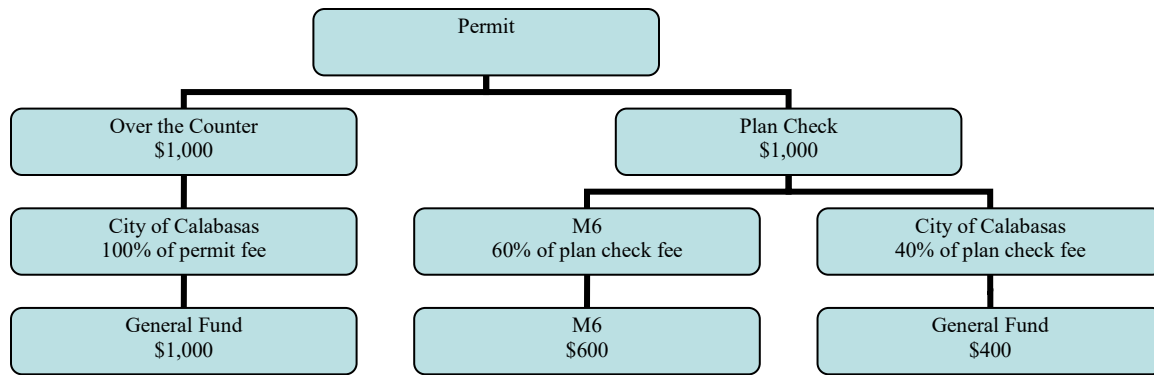 Permit
Over the Counter
$1,000
Plan Check
$1,000
City of Calabasas
100% of permit fee
M6
60% of plan check fee
City of Calabasas
40% of plan check fee
General Fund
$1,000
M6
$600
General Fund
$400